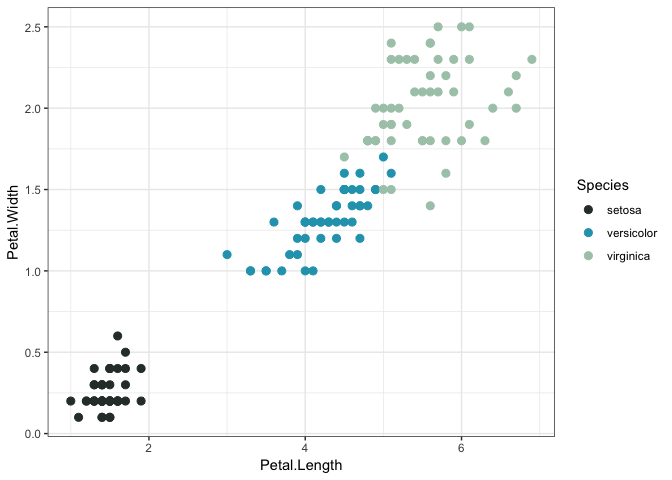 2.5
2.0
1.5
1.0
0.5
0.0
Petal.Width
2 4 6
Petal.Length
Species
setosa
versicolor
virginica